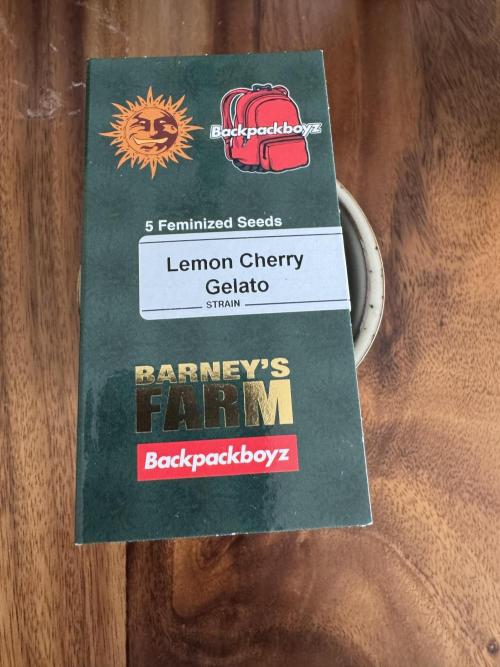 Backpackboyz
5 Feminized Seeds
Lemon Cherry
Gelato
STRAIN
BARNEY'S
FARM
Backpackboyz